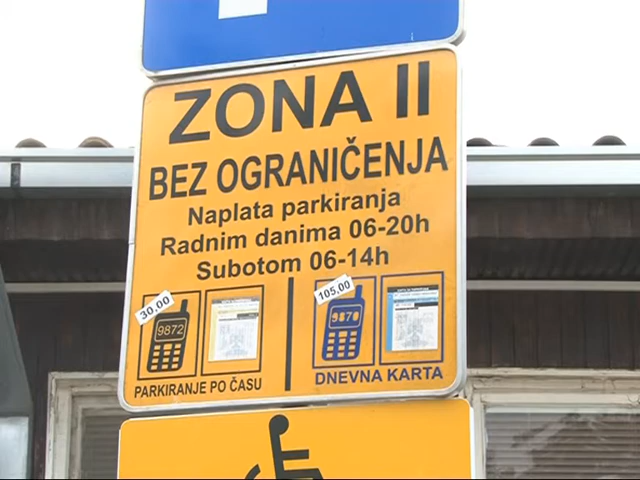 ZONA II
BEZ OGRANIČENJA
Naplata parkiranja
Radnim danima 06-20h
Subotom 06-14h
30,00
105,00
9872
9870
PARKIRANJE PO ČASU
DNEVNA KARTA